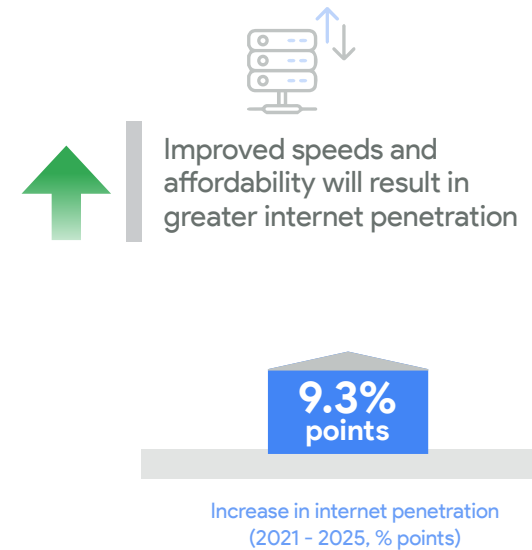 Improved speeds and
affordability will result in
greater internet penetration
9.3%
points
Increase in internet penetration
(2021 - 2025, % points)